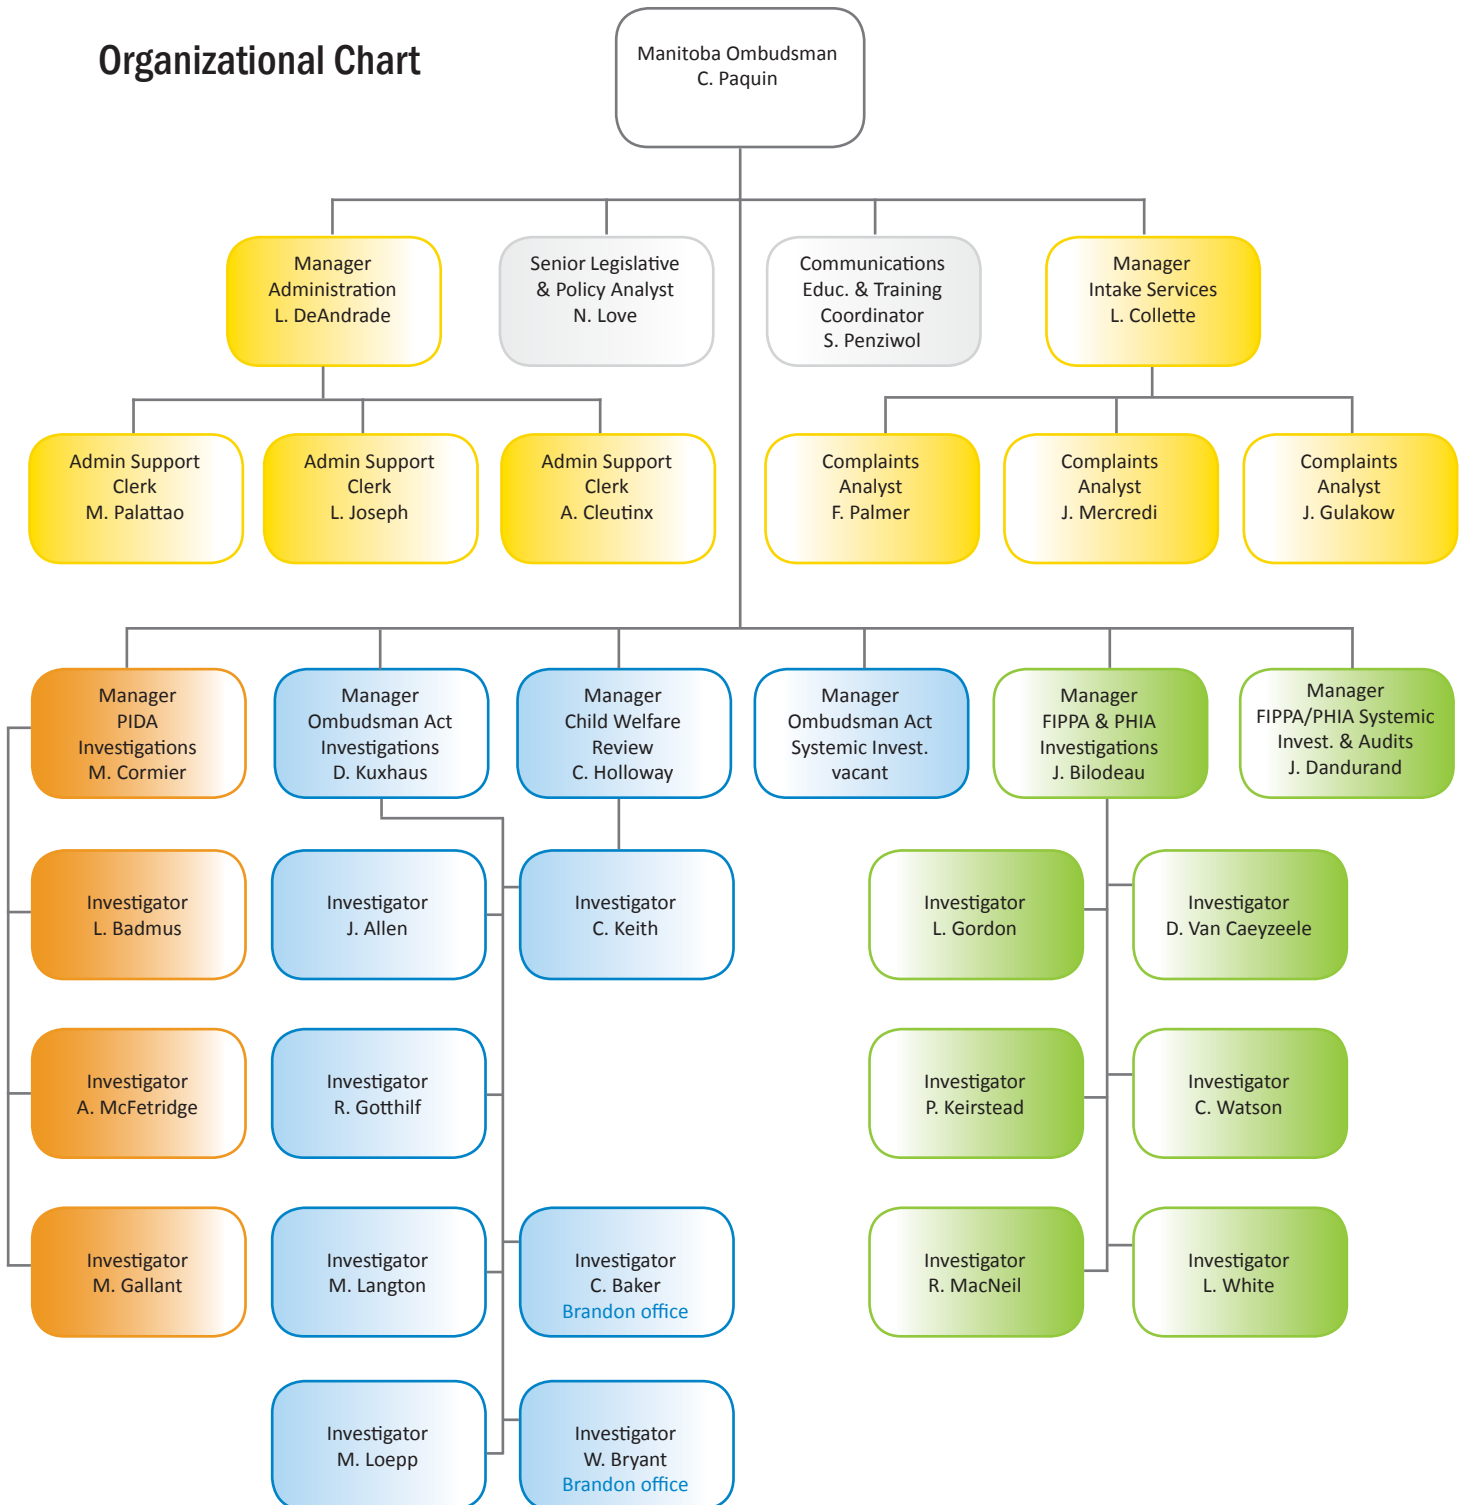 Organizational Chart
Manitoba Ombudsman
C. Paquin
Manager
Administration
L. DeAndrade
Senior Legislative
& Policy Analyst
N. Love
Communications
Educ. & Training
Coordinator
S. Penziwol
Manager
Intake Services
L. Collette
Admin Support
Clerk
M. Palattao
Admin Support
Clerk
L. Joseph
Admin Support
Clerk
A. Cleutinx
Complaints
Analyst
F. Palmer
Complaints
Analyst
J. Mercredi
Complaints
Analyst
J. Gulakow
Manager
PIDA
Investigations
M. Cormier
Manager
Ombudsman Act
Investigations
D. Kuxhaus
Manager
Child Welfare
Review
C. Holloway
Manager
Ombudsman Act
Systemic Invest.
vacant
Manager
FIPPA & PHIA
Investigations
J. Bilodeau
Manager
FIPPA/PHIA Systemic
Invest. & Audits
J. Dandurand
Investigator
L. Badmus
Investigator
J. Allen
Investigator
C. Keith
Investigator
L. Gordon
Investigator
D. Van Caeyzeele
Investigator
A. McFetridge
Investigator
R. Gotthilf
Investigator
P. Keirstead
Investigator
C. Watson
Investigator
M. Gallant
Investigator
M. Langton
Investigator
C. Baker
Brandon office
Investigator
R. MacNeil
Investigator
L. White
Investigator
M. Loepp
Investigator
W. Bryant
Brandon office